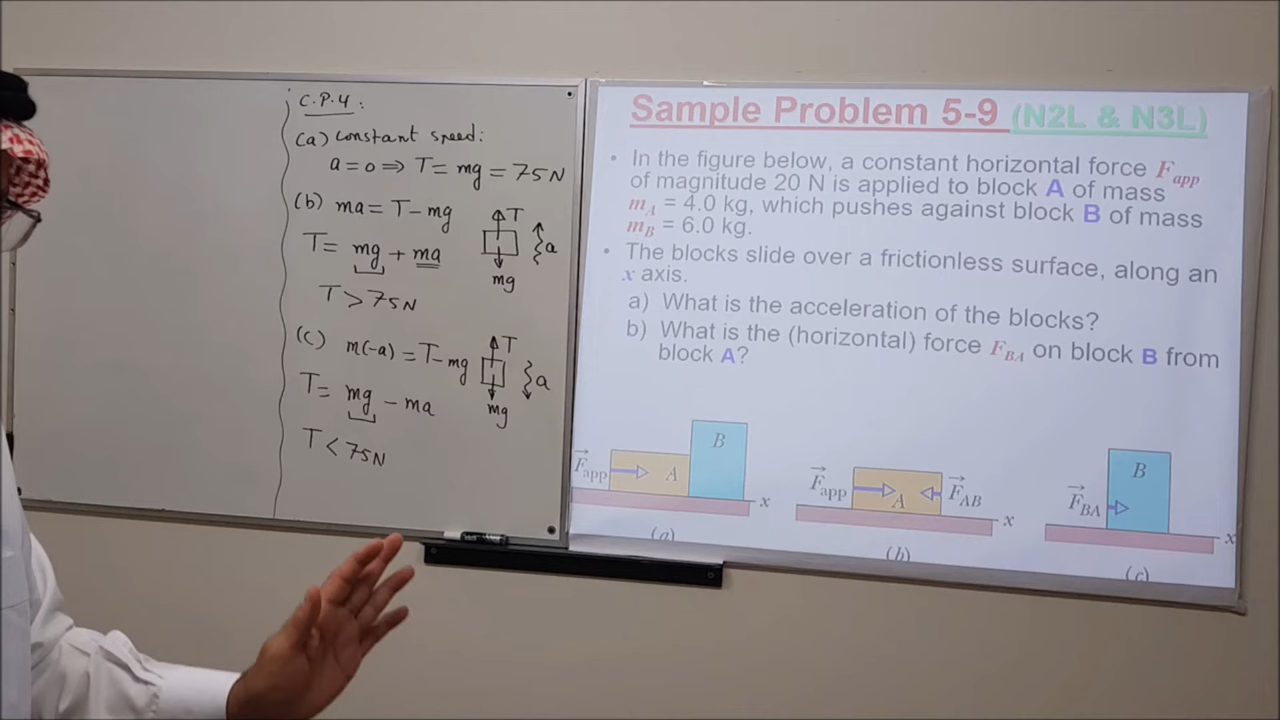 C.P.4:
(a) constant speed:
a=0 ⇒ T = mg = 75N
(b) ma = T - mg
T = mg + ma
T > 75N
T
a
mg
(c) m(-a) = T - mg
T = mg - ma
T < 75N
T
a
mg
Sample Problem 5-9 (N2L & N3L)
• In the figure below, a constant horizontal force Fapp
of magnitude 20 N is applied to block A of mass
mA = 4.0 kg, which pushes against block B of mass
mB = 6.0 kg.
• The blocks slide over a frictionless surface, along an
x axis.
a) What is the acceleration of the blocks?
b) What is the (horizontal) force FBA on block B from
block A?
Fapp A B x
(a)
Fapp A FAB x
(b)
FBA B x
(c)